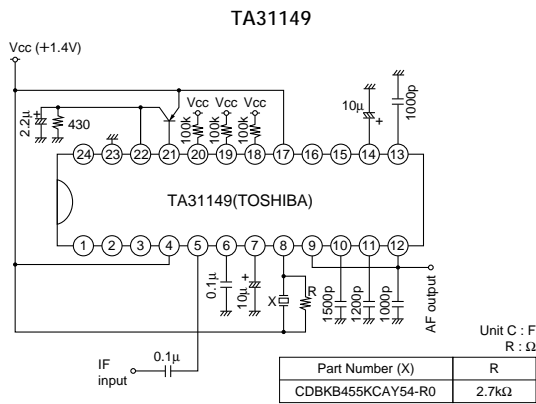 TA31149
Vcc (+1.4V)
2.2μ
+
430
Vcc Vcc Vcc
100k 100k 100k
10μ
+
1000p
24 23 22 21 20 19 18 17 16 15 14 13
TA31149(TOSHIBA)
1 2 3 4 5 6 7 8 9 10 11 12
0.1μ
10μ
+
X
R
1500p
1200p
1000p
AF output
IF
input
0.1μ
Unit C : F
R : Ω
Part Number (X) R
CDBKB455KCAY54-R0 2.7kΩ